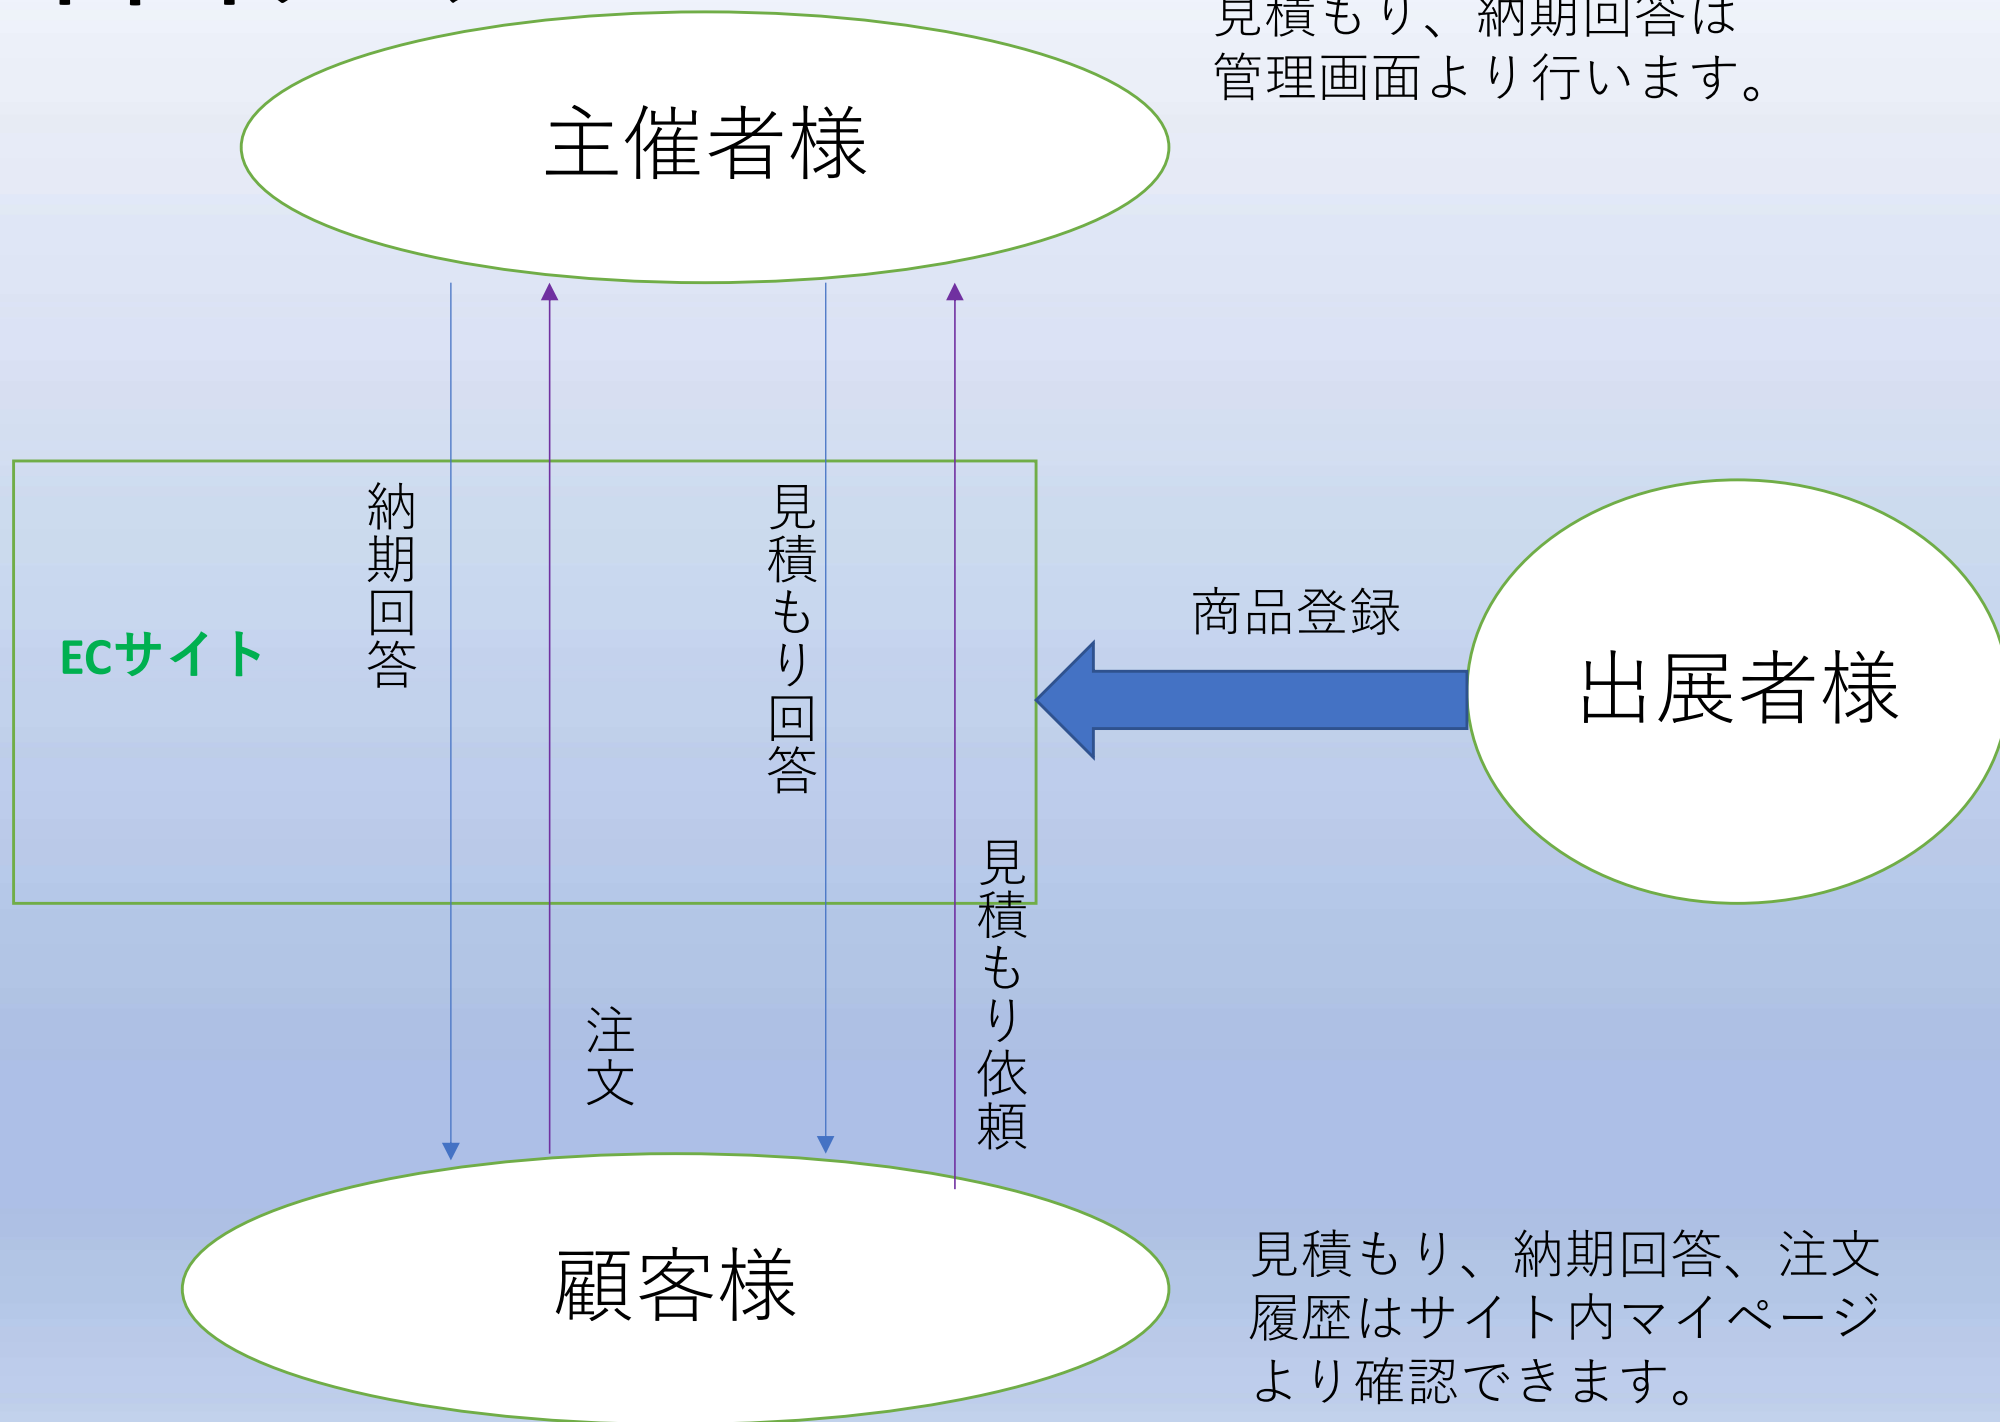 見積もり、納期回答は
管理画面より行います。
主催者様
納期回答
見積もり回答
商品登録
ECサイト
出展者様
見積もり依頼
注文
顧客様
見積もり、納期回答、注文
履歴はサイト内マイページ
より確認できます。